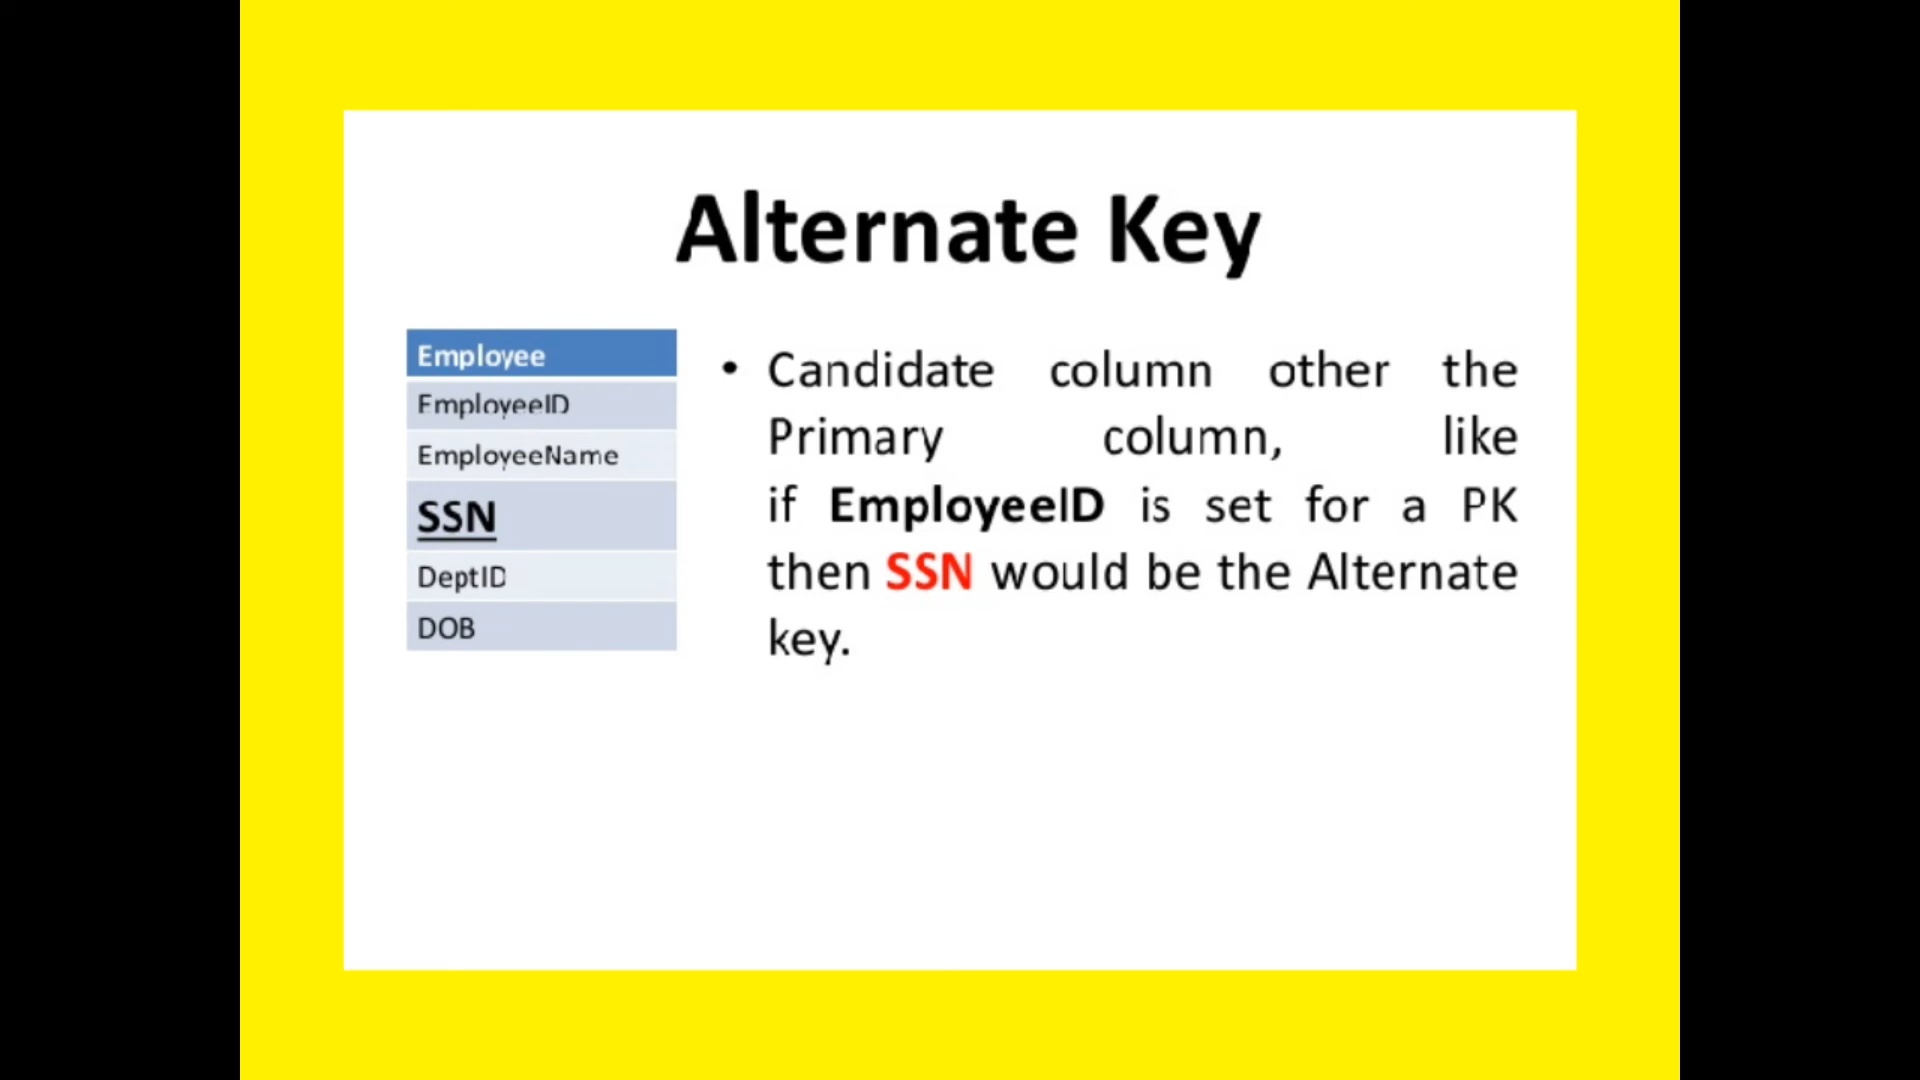 Alternate Key
Employee
EmployeeID
EmployeeName
SSN
DeptID
DOB
• Candidate column other the
Primary column, like
if EmployeeID is set for a PK
then SSN would be the Alternate
key.